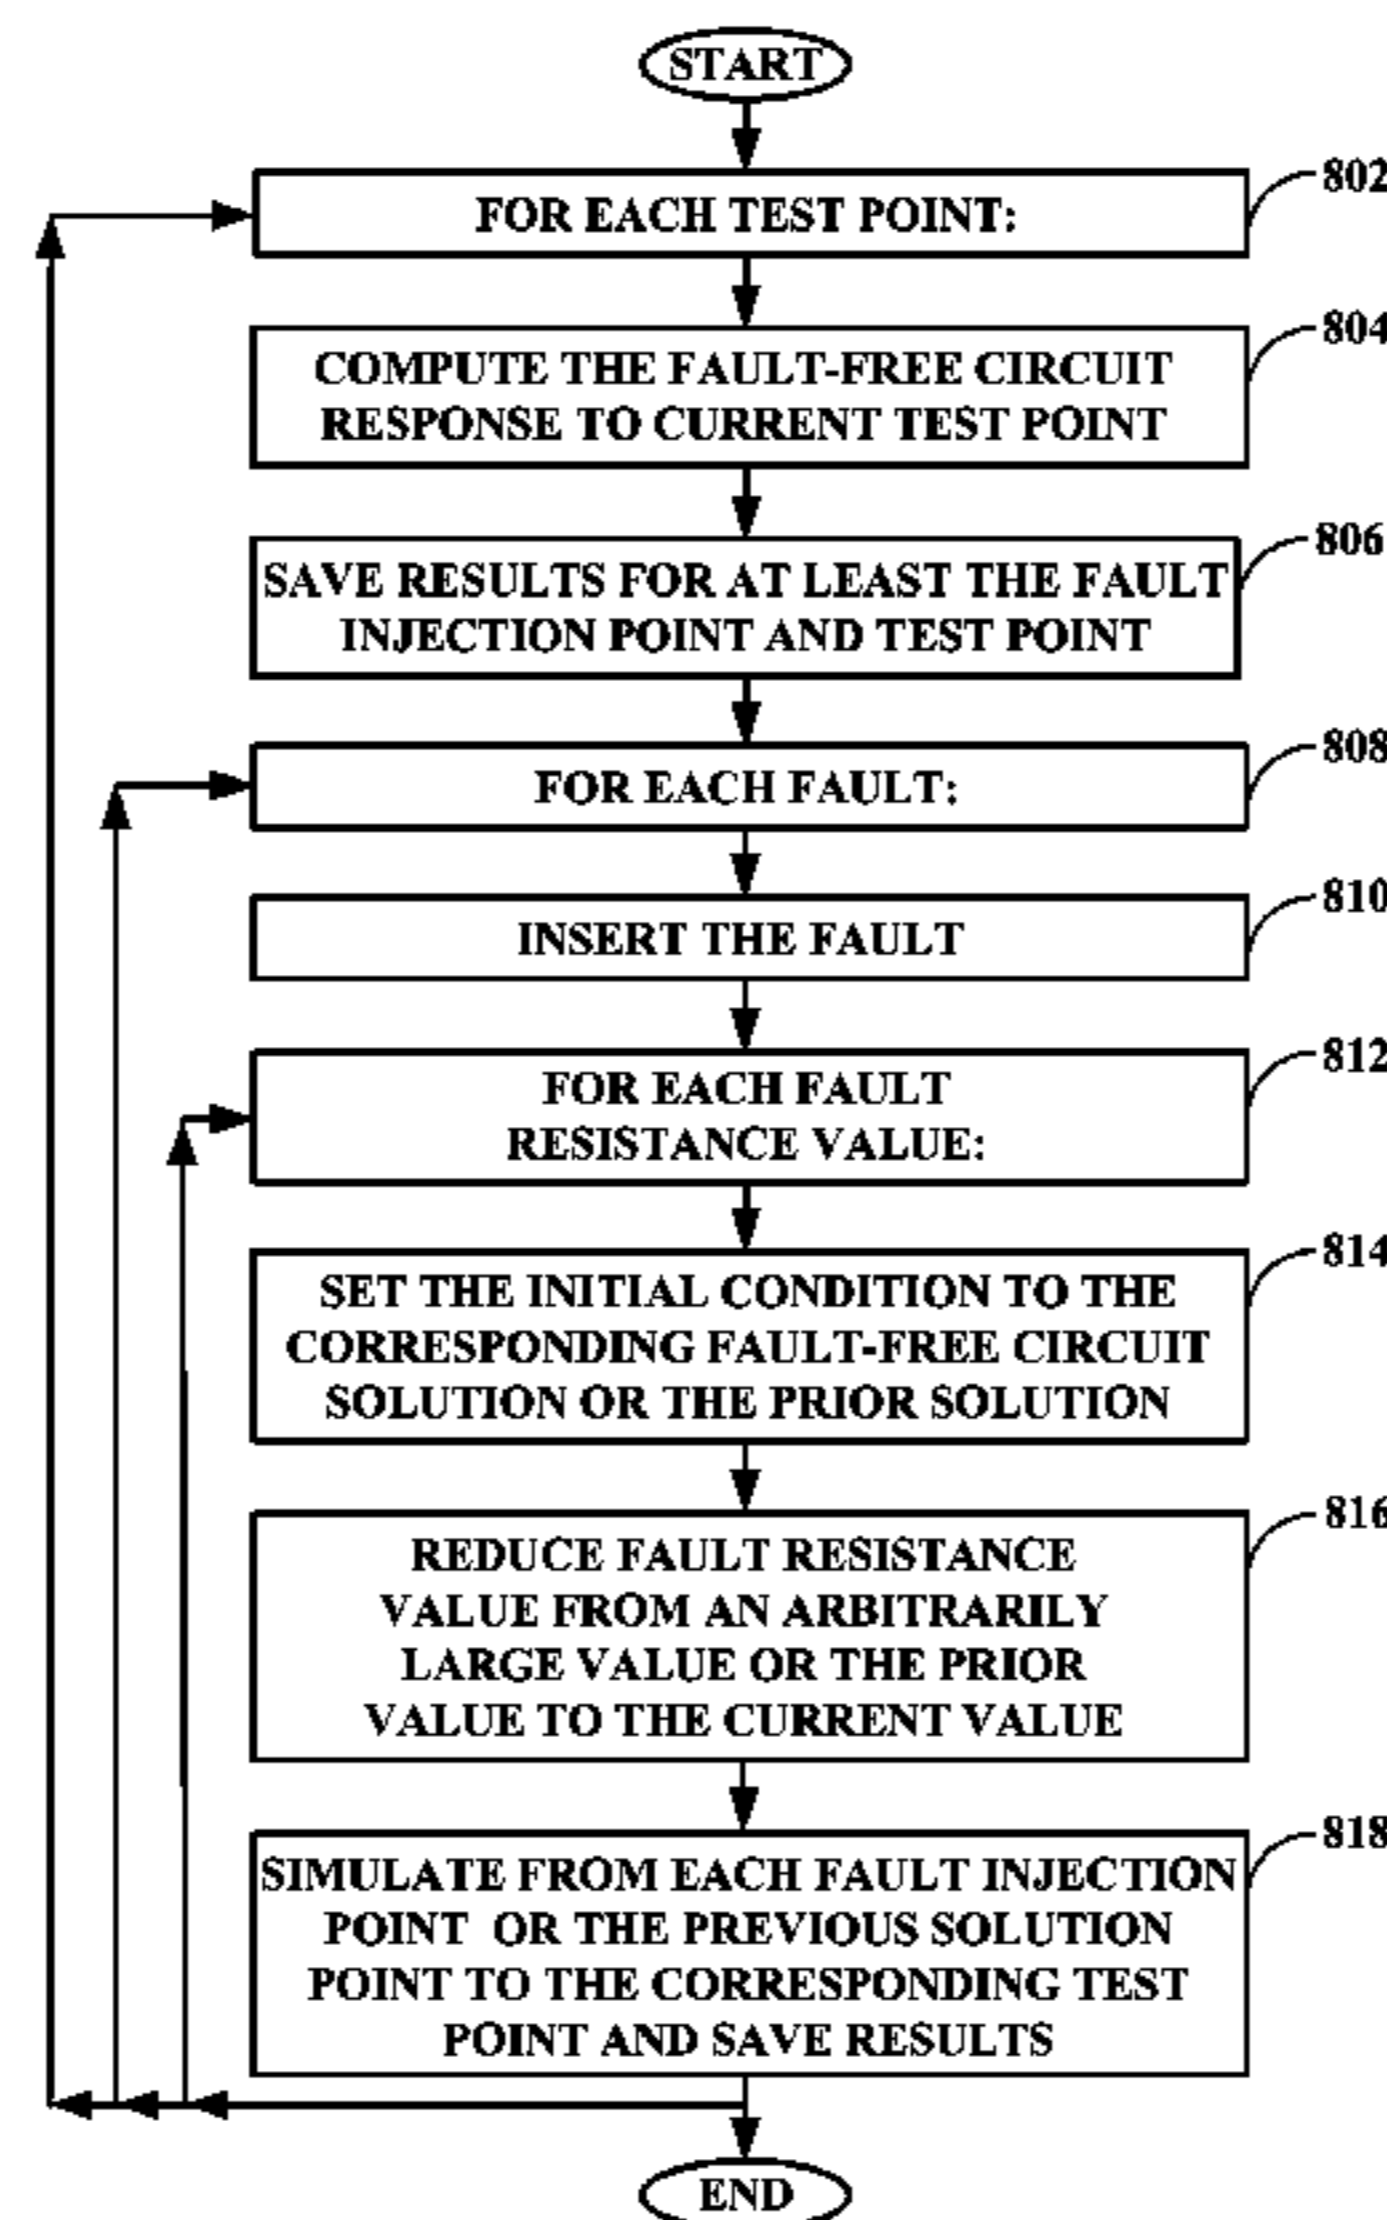 START
FOR EACH TEST POINT:
802
COMPUTE THE FAULT-FREE CIRCUIT
RESPONSE TO CURRENT TEST POINT
804
SAVE RESULTS FOR AT LEAST THE FAULT
INJECTION POINT AND TEST POINT
806
FOR EACH FAULT:
808
INSERT THE FAULT
810
FOR EACH FAULT
RESISTANCE VALUE:
812
SET THE INITIAL CONDITION TO THE
CORRESPONDING FAULT-FREE CIRCUIT
SOLUTION OR THE PRIOR SOLUTION
814
REDUCE FAULT RESISTANCE
VALUE FROM AN ARBITRARILY
LARGE VALUE OR THE PRIOR
VALUE TO THE CURRENT VALUE
816
SIMULATE FROM EACH FAULT INJECTION
POINT OR THE PREVIOUS SOLUTION
POINT TO THE CORRESPONDING TEST
POINT AND SAVE RESULTS
818
END